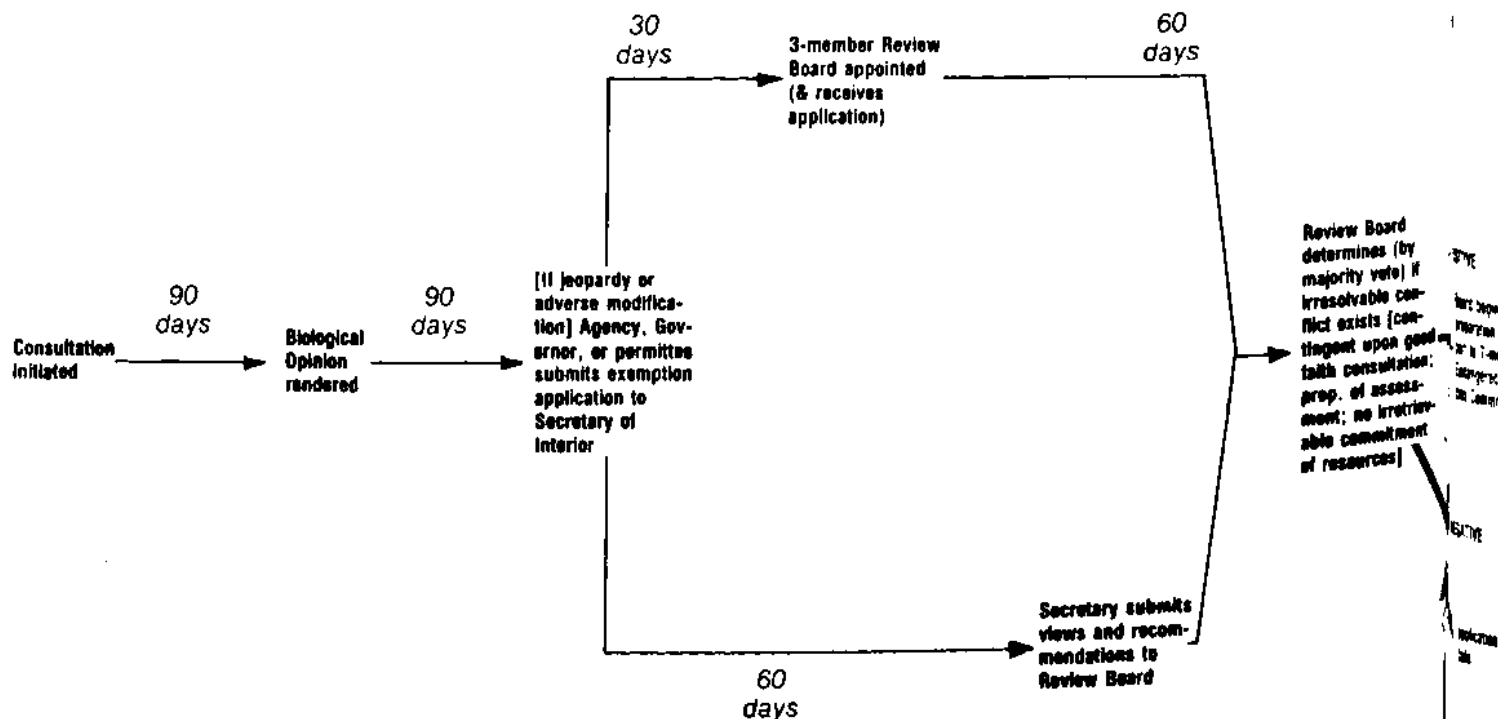 30
days
3-member Review
Board appointed
(& receives
application)
60
days
Consultation
initiated
90
days
Biological
Opinion
rendered
90
days
[If jeopardy or
adverse modifica-
tion] Agency, Gov-
ernor, or permittee
submits exemption
application to
Secretary of
Interior
60
days
Secretary submits
views and recom-
mendations to
Review Board
Review Board
determines (by
majority vote) if
irresolvable con-
flict exists [con-
tingent upon good
faith consultation;
prep. of assess-
ment; no irretriev-
able commitment
of resources]